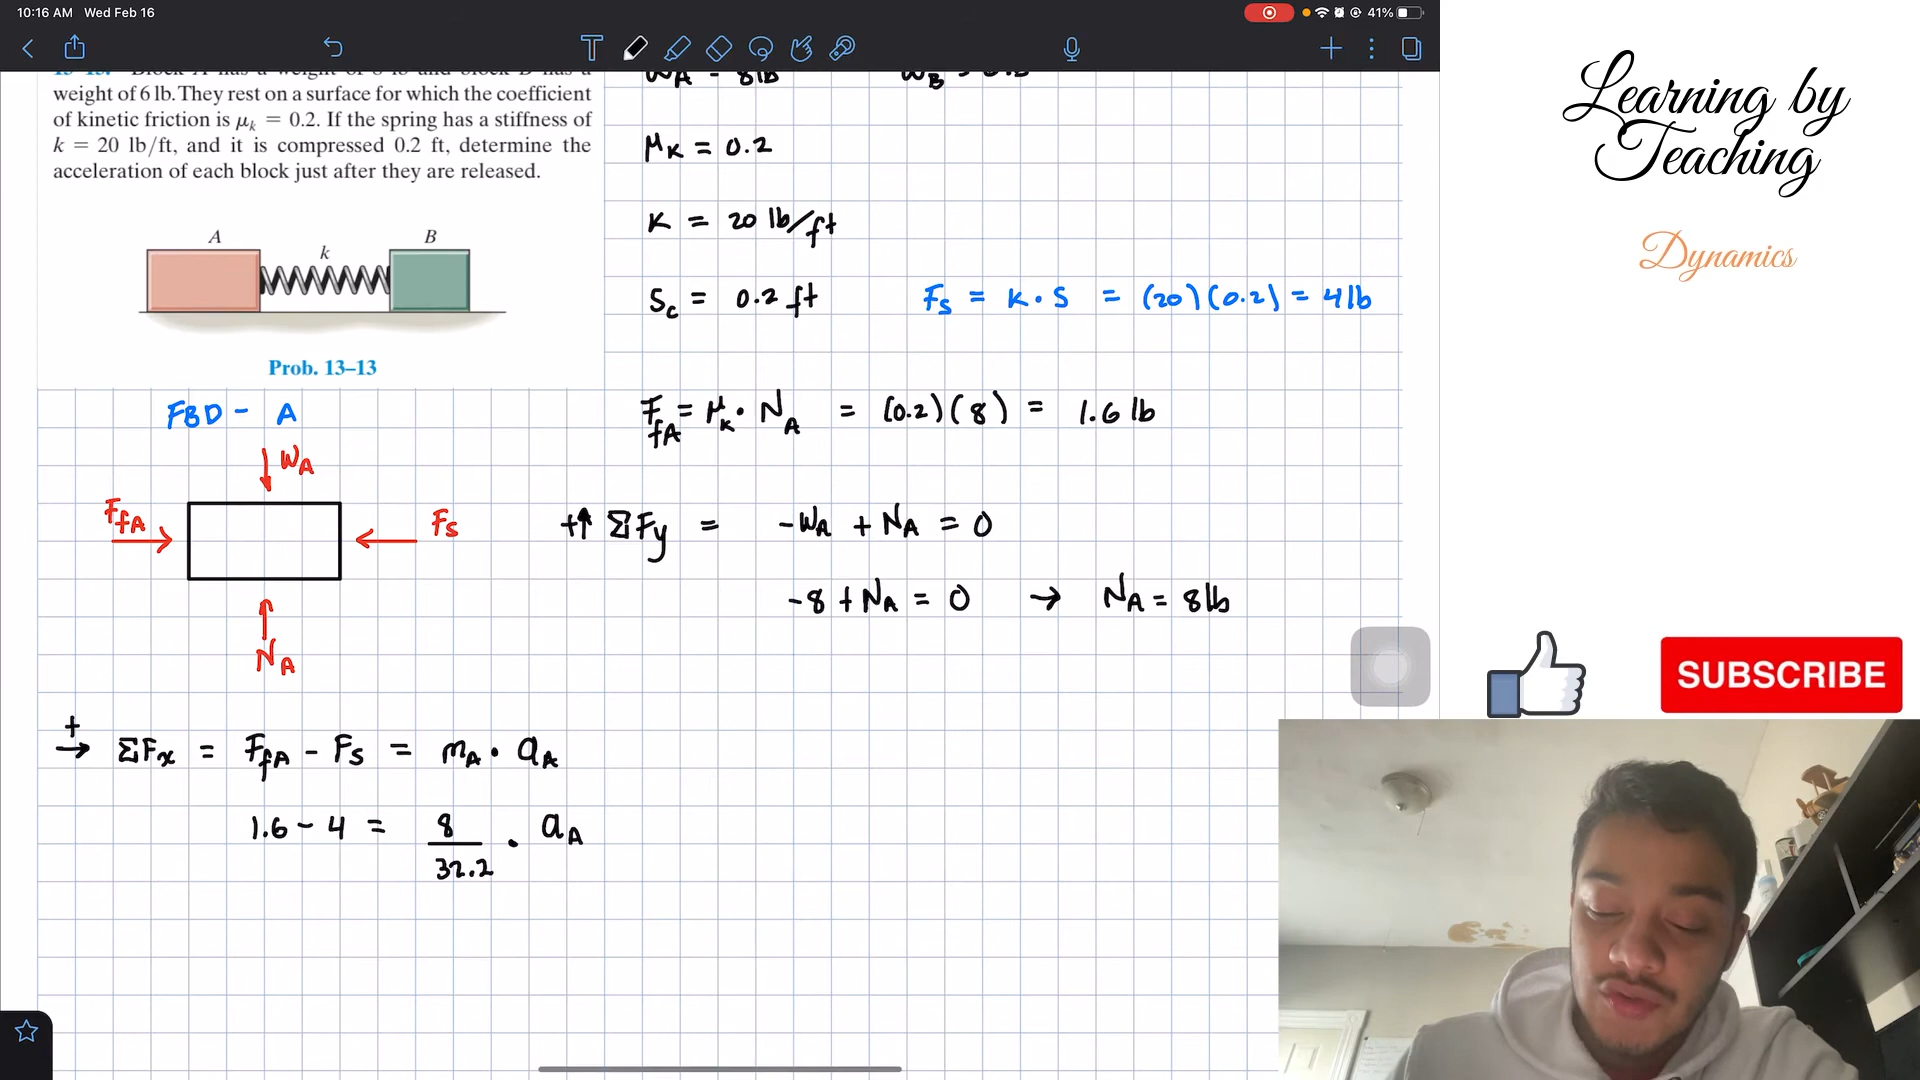 10:16 AM Wed Feb 16
41%
weight of 6 lb. They rest on a surface for which the coefficient
of kinetic friction is μk = 0.2. If the spring has a stiffness of
k = 20 lb/ft, and it is compressed 0.2 ft, determine the
acceleration of each block just after they are released.
A
k
B
Prob. 13–13
WA = 8lb
μK = 0.2
K = 20 lb/ft
Sc = 0.2 ft
Fs = K · S = (20)(0.2) = 4lb
FfA = μk · NA = (0.2)(8) = 1.6 lb
FBD - A
WA
FfA
Fs
NA
+↑ ΣFy = -WA + NA = 0
-8 + NA = 0 → NA = 8lb
+→ ΣFx = FfA - Fs = mA · aA
1.6 - 4 = 8/32.2 · aA
Learning by
Teaching
Dynamics
SUBSCRIBE